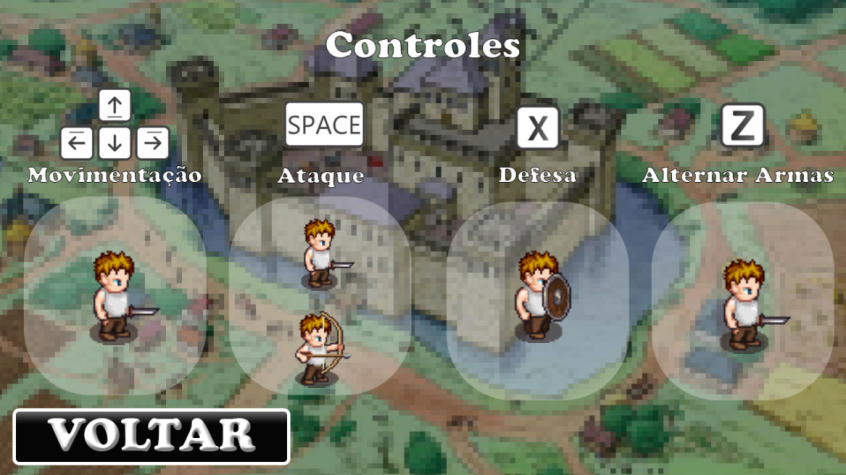 Controles
↑
← ↓ →
SPACE
X
Z
Movimentação
Ataque
Defesa
Alternar Armas
VOLTAR